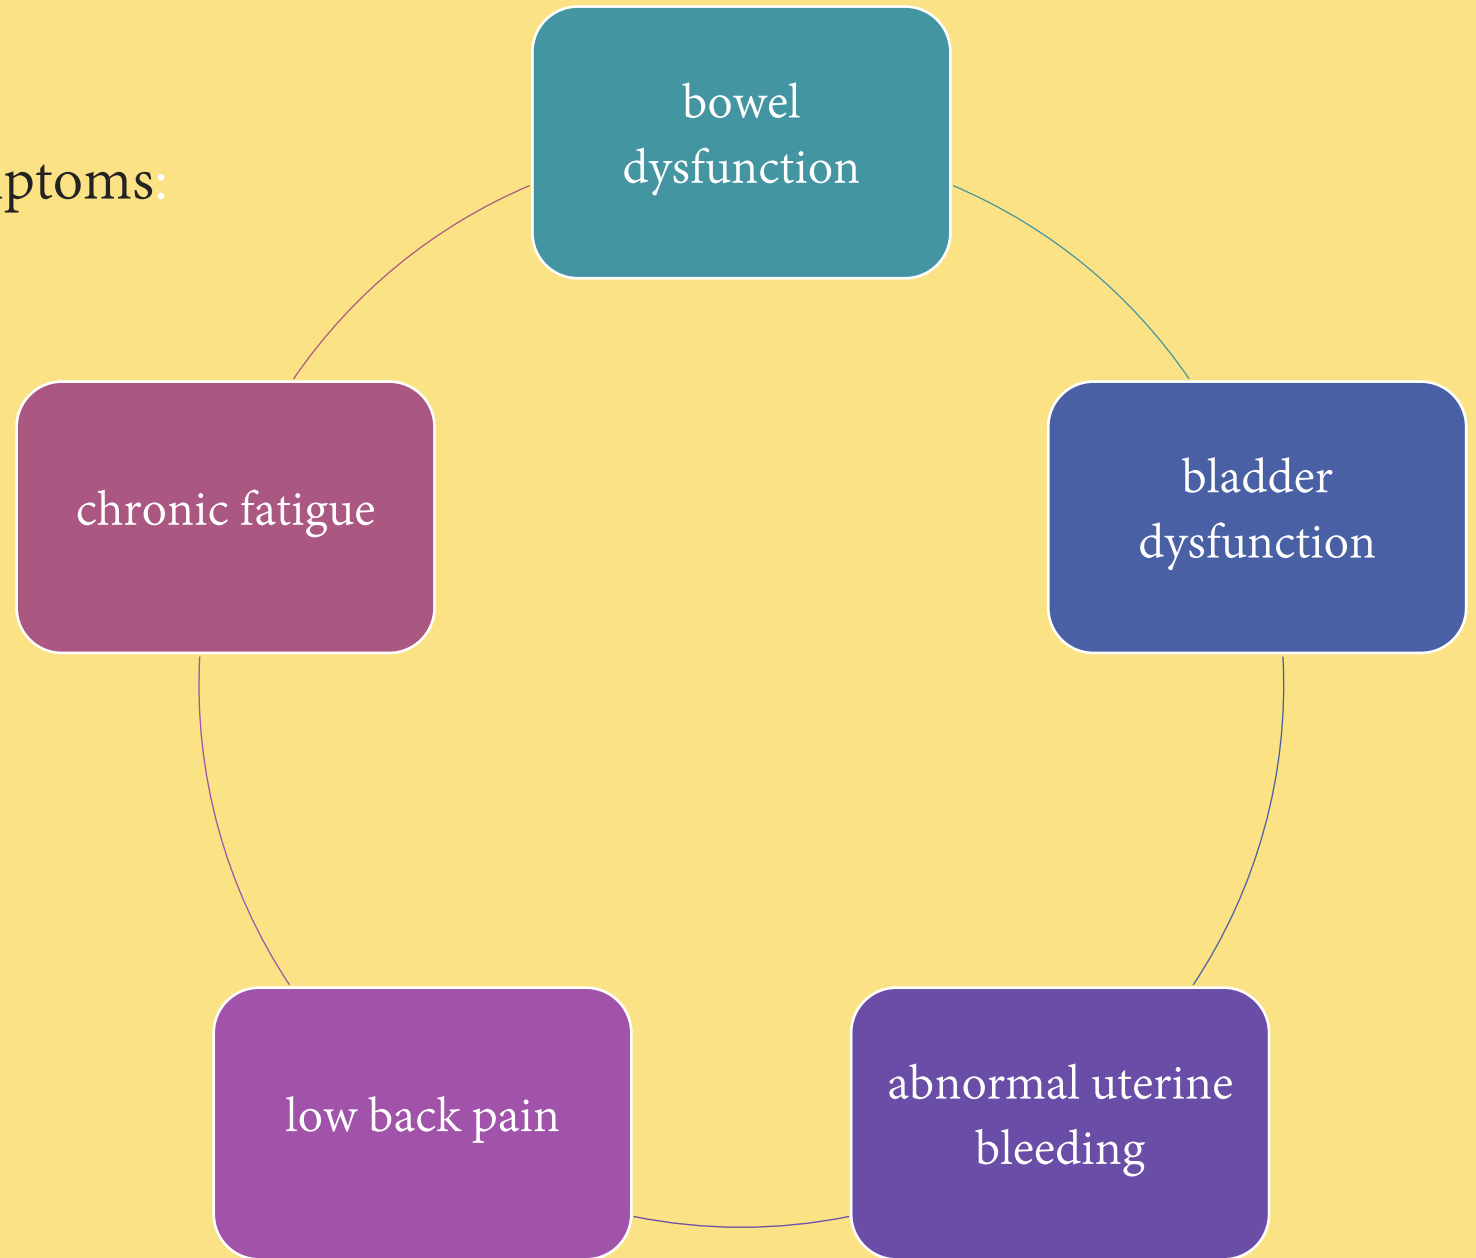 ptoms:
bowel
dysfunction
bladder
dysfunction
abnormal uterine
bleeding
low back pain
chronic fatigue